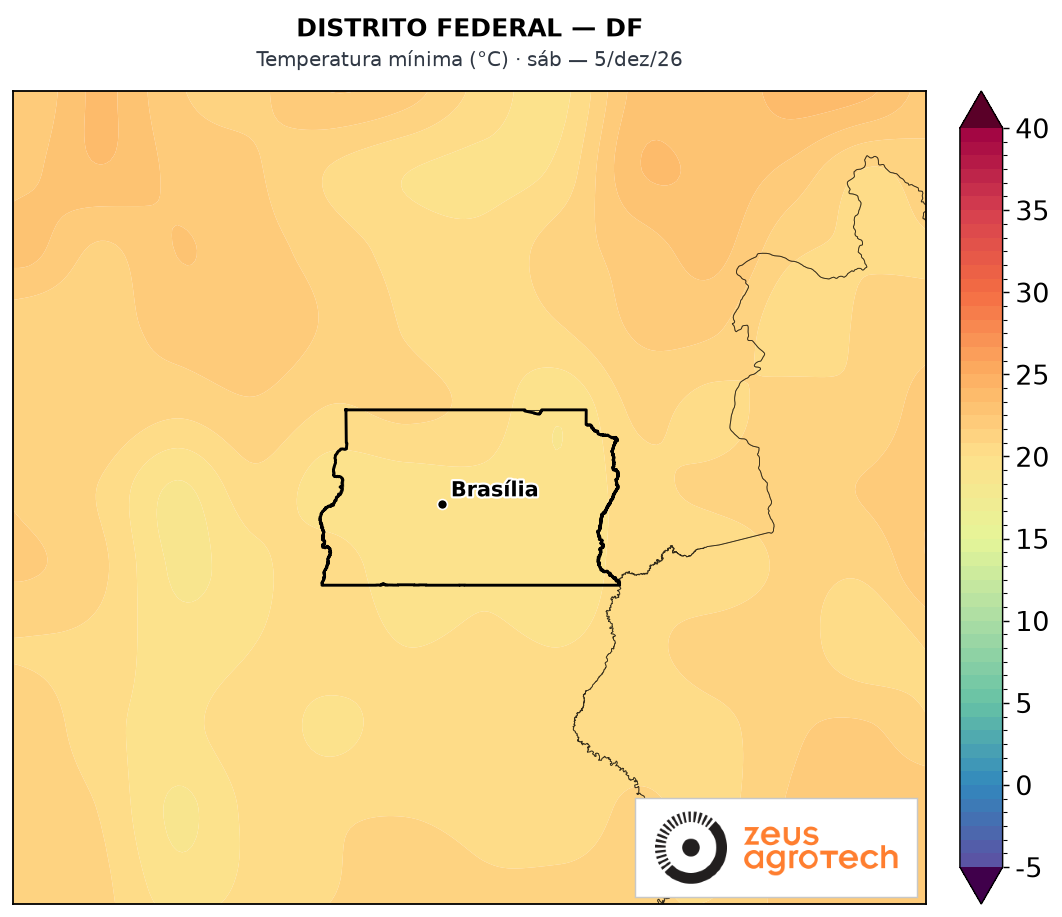 DISTRITO FEDERAL — DF
Temperatura mínima (°C) · sáb — 5/dez/26
40
35
30
25
20
15
10
5
0
-5
Brasília
zeus
agrotech